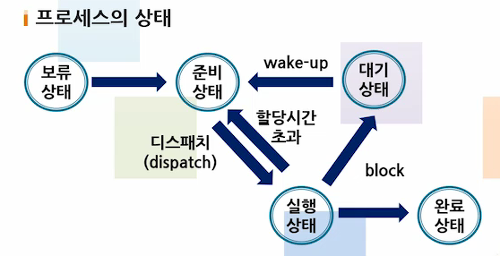 프로세스의 상태
보류
상태
준비
상태
wake-up
대기
상태
디스패치
(dispatch)
할당시간
초과
block
실행
상태
완료
상태